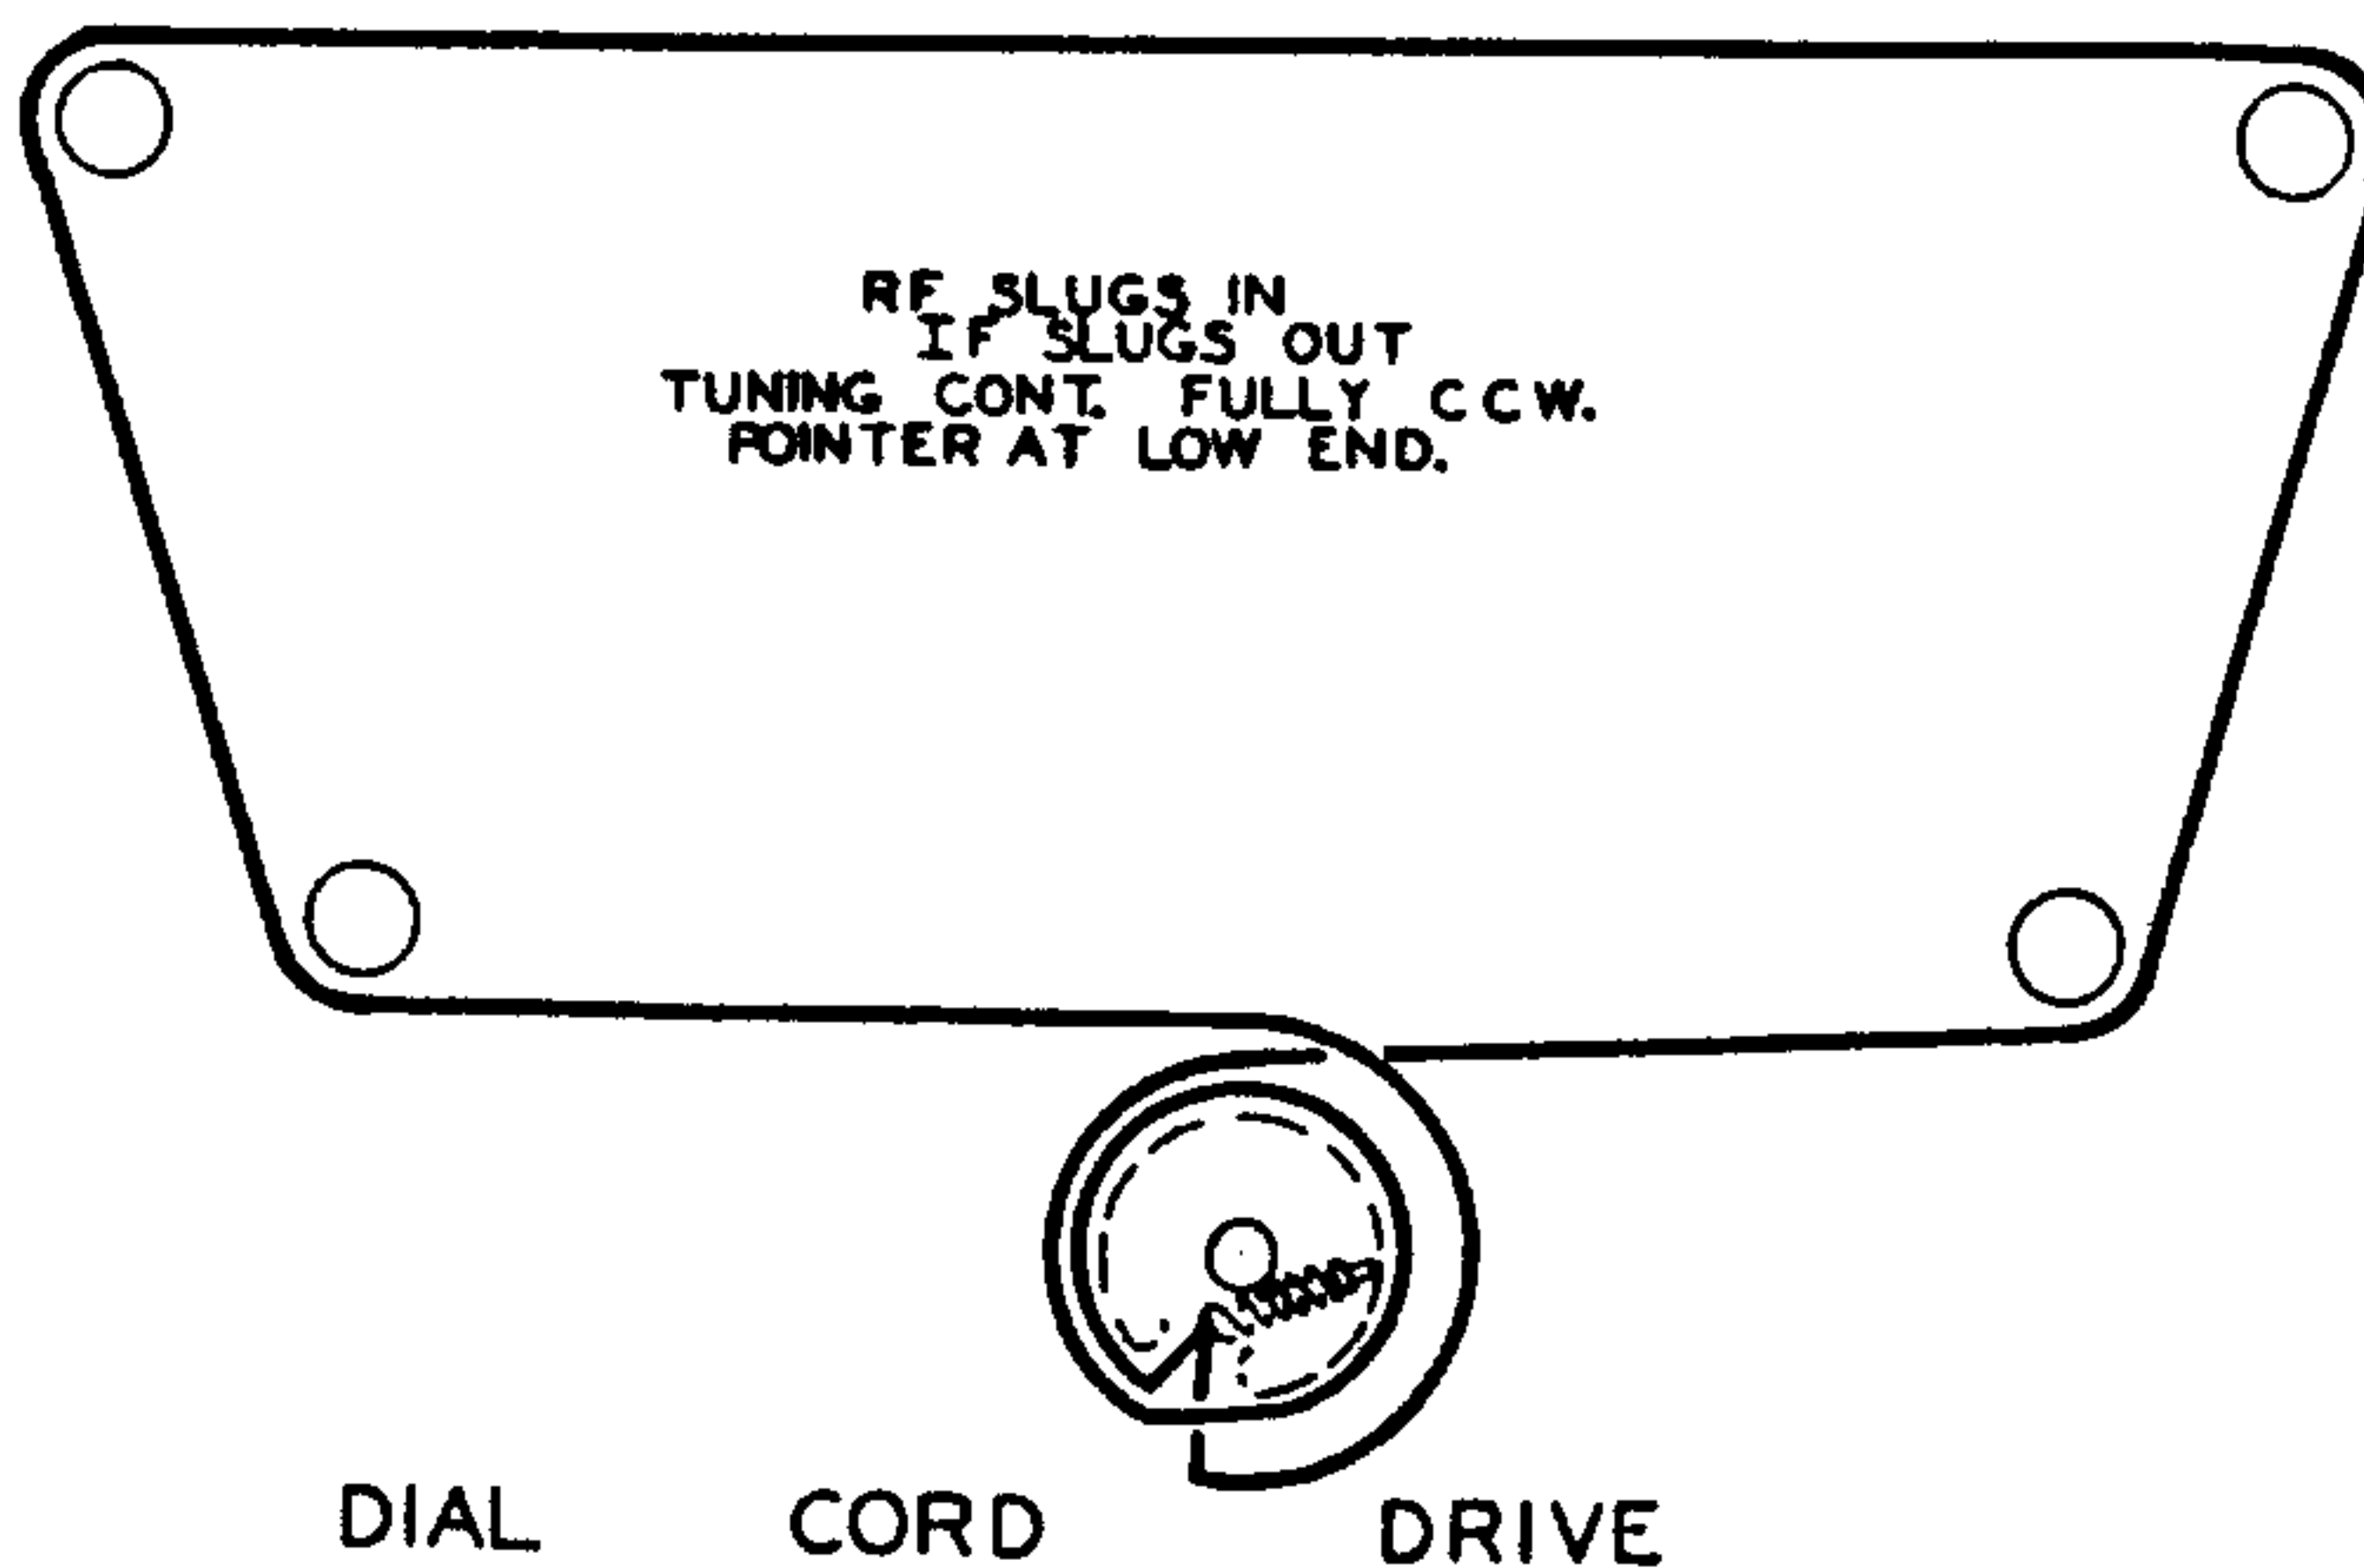 RF SLUGS IN
IF SLUGS OUT
TUNING CONT. FULLY CCW.
POINTER AT LOW END.
DIAL CORD DRIVE